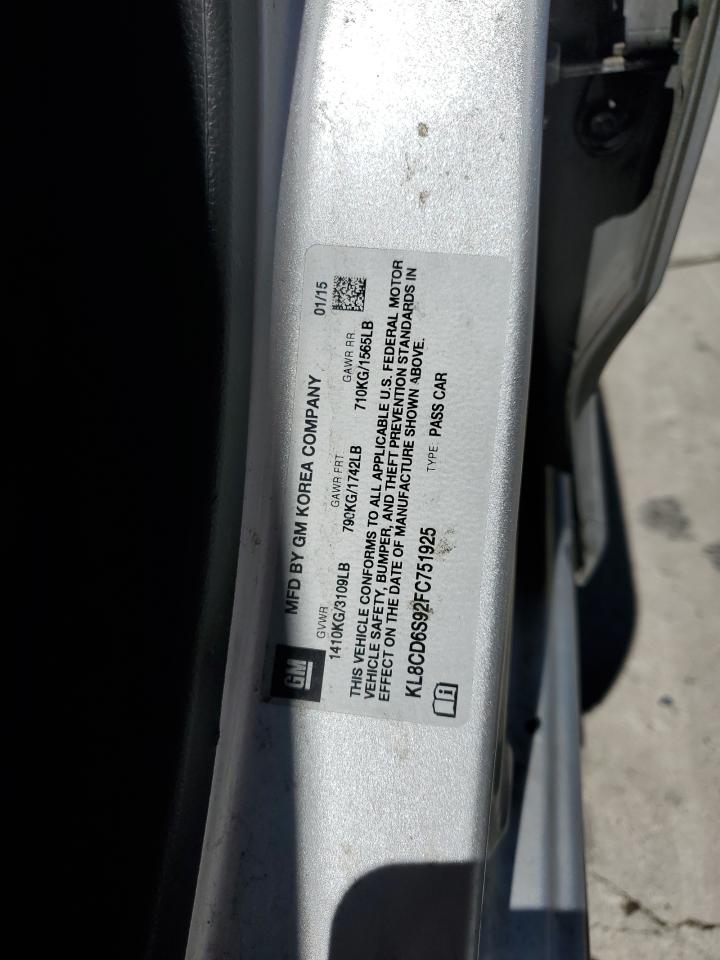 GM
MFD BY GM KOREA COMPANY 01/15
GVWR GAWR FRT GAWR RR
1410KG/3109LB 790KG/1742LB 710KG/1565LB
THIS VEHICLE CONFORMS TO ALL APPLICABLE U.S. FEDERAL MOTOR
VEHICLE SAFETY, BUMPER, AND THEFT PREVENTION STANDARDS IN
EFFECT ON THE DATE OF MANUFACTURE SHOWN ABOVE.
KL8CD6S92FC751925 TYPE: PASS CAR